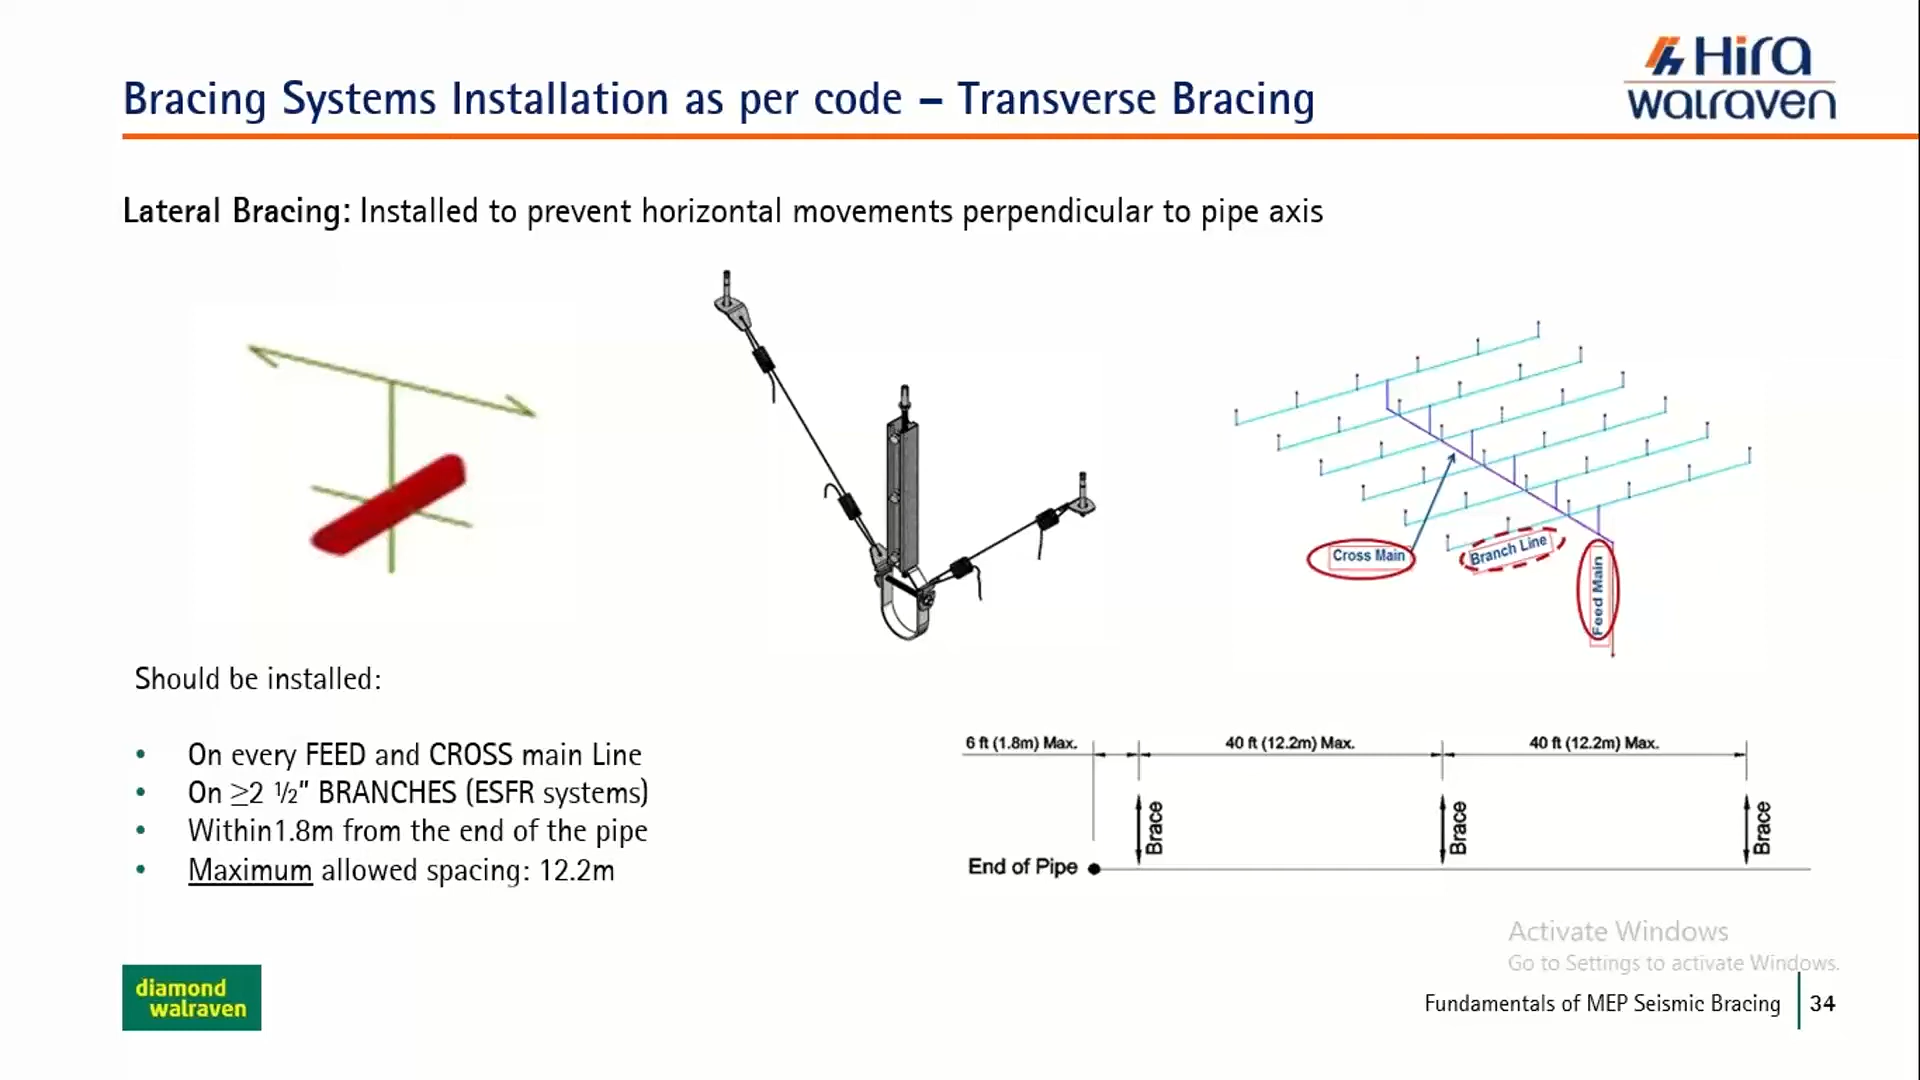 Hira
walraven
Bracing Systems Installation as per code – Transverse Bracing
Lateral Bracing: Installed to prevent horizontal movements perpendicular to pipe axis
Cross Main
Branch Line
Feed Main
Should be installed:
• On every FEED and CROSS main Line
• On ≥2 ½” BRANCHES (ESFR systems)
• Within1.8m from the end of the pipe
• Maximum allowed spacing: 12.2m
6 ft (1.8m) Max. 40 ft (12.2m) Max. 40 ft (12.2m) Max.
Brace Brace Brace
End of Pipe
Activate Windows
Go to Settings to activate Windows.
diamond
walraven
Fundamentals of MEP Seismic Bracing 34